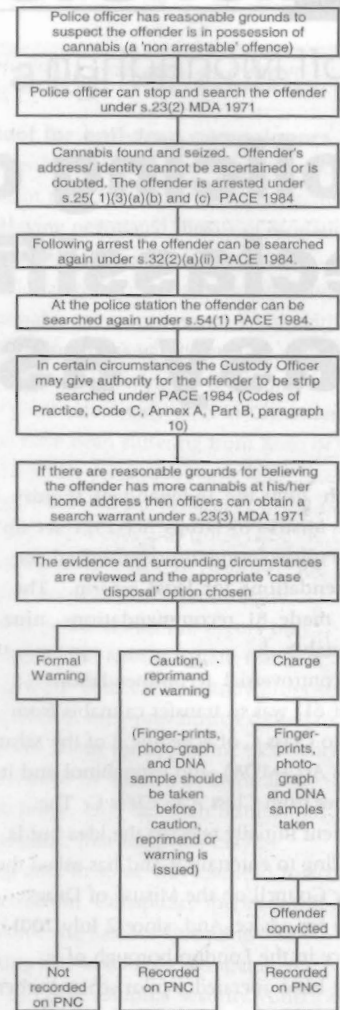 Police officer has reasonable grounds to
suspect the offender is in possession of
cannabis (a 'non arrestable' offence)
Police officer can stop and search the offender
under s.23(2) MDA 1971
Cannabis found and seized. Offender's
address/ identity cannot be ascertained or is
doubted. The offender is arrested under
s.25( 1)(3)(a)(b) and (c) PACE 1984
Following arrest the offender can be searched
again under s.32(2)(a)(ii) PACE 1984.
At the police station the offender can be
searched again under s.54(1) PACE 1984.
In certain circumstances the Custody Officer
may give authority for the offender to be strip
searched under PACE 1984 (Codes of
Practice, Code C, Annex A, Part B, paragraph
10)
If there are reasonable grounds for believing
the offender has more cannabis at his/her
home address then officers can obtain a
search warrant under s.23(3) MDA 1971
The evidence and surrounding circumstances
are reviewed and the appropriate 'case
disposal' option chosen
Formal
Warning
Caution,
reprimand
or warning
(Finger-prints,
photo-graph
and DNA
sample should
be taken
before
caution,
reprimand or
warning is
issued)
Charge
Finger-
prints,
photo-
graph
and DNA
samples
taken
Offender
convicted
Not
recorded
on PNC
Recorded
on PNC
Recorded
on PNC